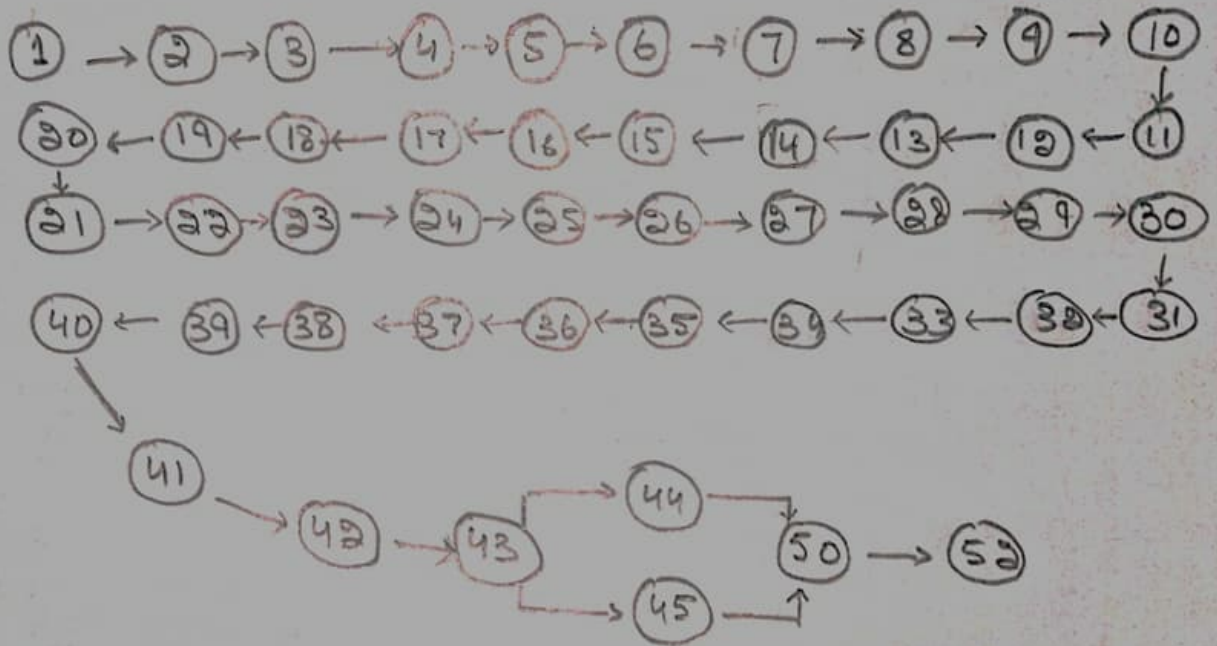 1 → 2 → 3 → 4 → 5 → 6 → 7 → 8 → 9 → 10
20 ← 19 ← 18 ← 17 ← 16 ← 15 ← 14 ← 13 ← 12 ← 11
21 → 22 → 23 → 24 → 25 → 26 → 27 → 28 → 29 → 30
40 ← 39 ← 38 ← 37 ← 36 ← 35 ← 34 ← 33 ← 32 ← 31
41
44
42 → 43
50 → 52
45